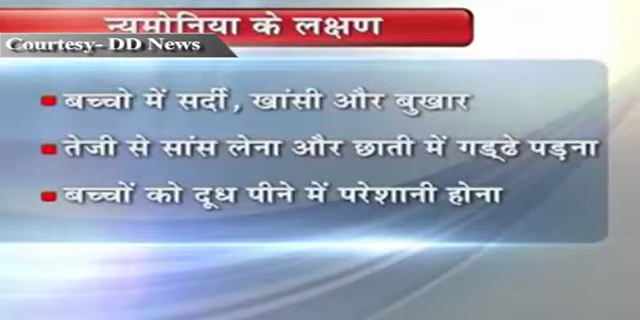 न्यूमोनिया के लक्षण
Courtesy- DD News
बच्चो में सर्दी, खांसी और बुखार
तेजी से सांस लेना और छाती में गड्ढे पड़ना
बच्चों को दूध पीने में परेशानी होना